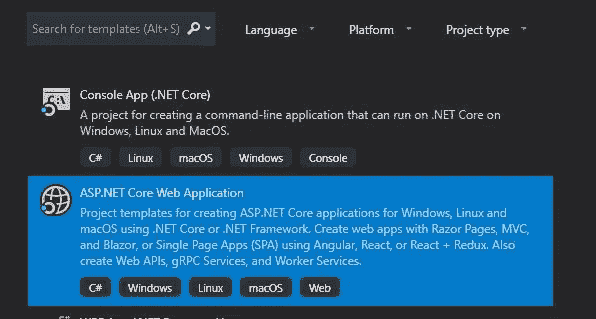 Search for templates (Alt+S) Language Platform Project type
Console App (.NET Core)
A project for creating a command-line application that can run on .NET Core on
Windows, Linux and MacOS.
C# Linux macOS Windows Console
ASP.NET Core Web Application
Project templates for creating ASP.NET Core applications for Windows, Linux and
macOS using .NET Core or .NET Framework. Create web apps with Razor Pages, MVC,
and Blazor, or Single Page Apps (SPA) using Angular, React, or React + Redux. Also
create Web APIs, gRPC Services, and Worker Services.
C# Windows Linux macOS Web